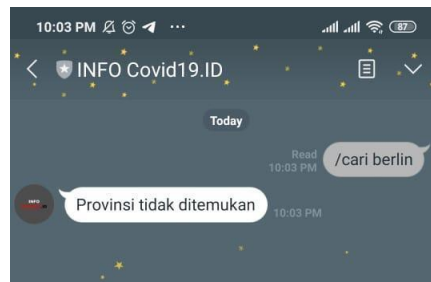 10:03 PM ... 87
INFO Covid19.ID
Today
Read
10:03 PM
/cari berlin
INFO
Provinsi tidak ditemukan
10:03 PM